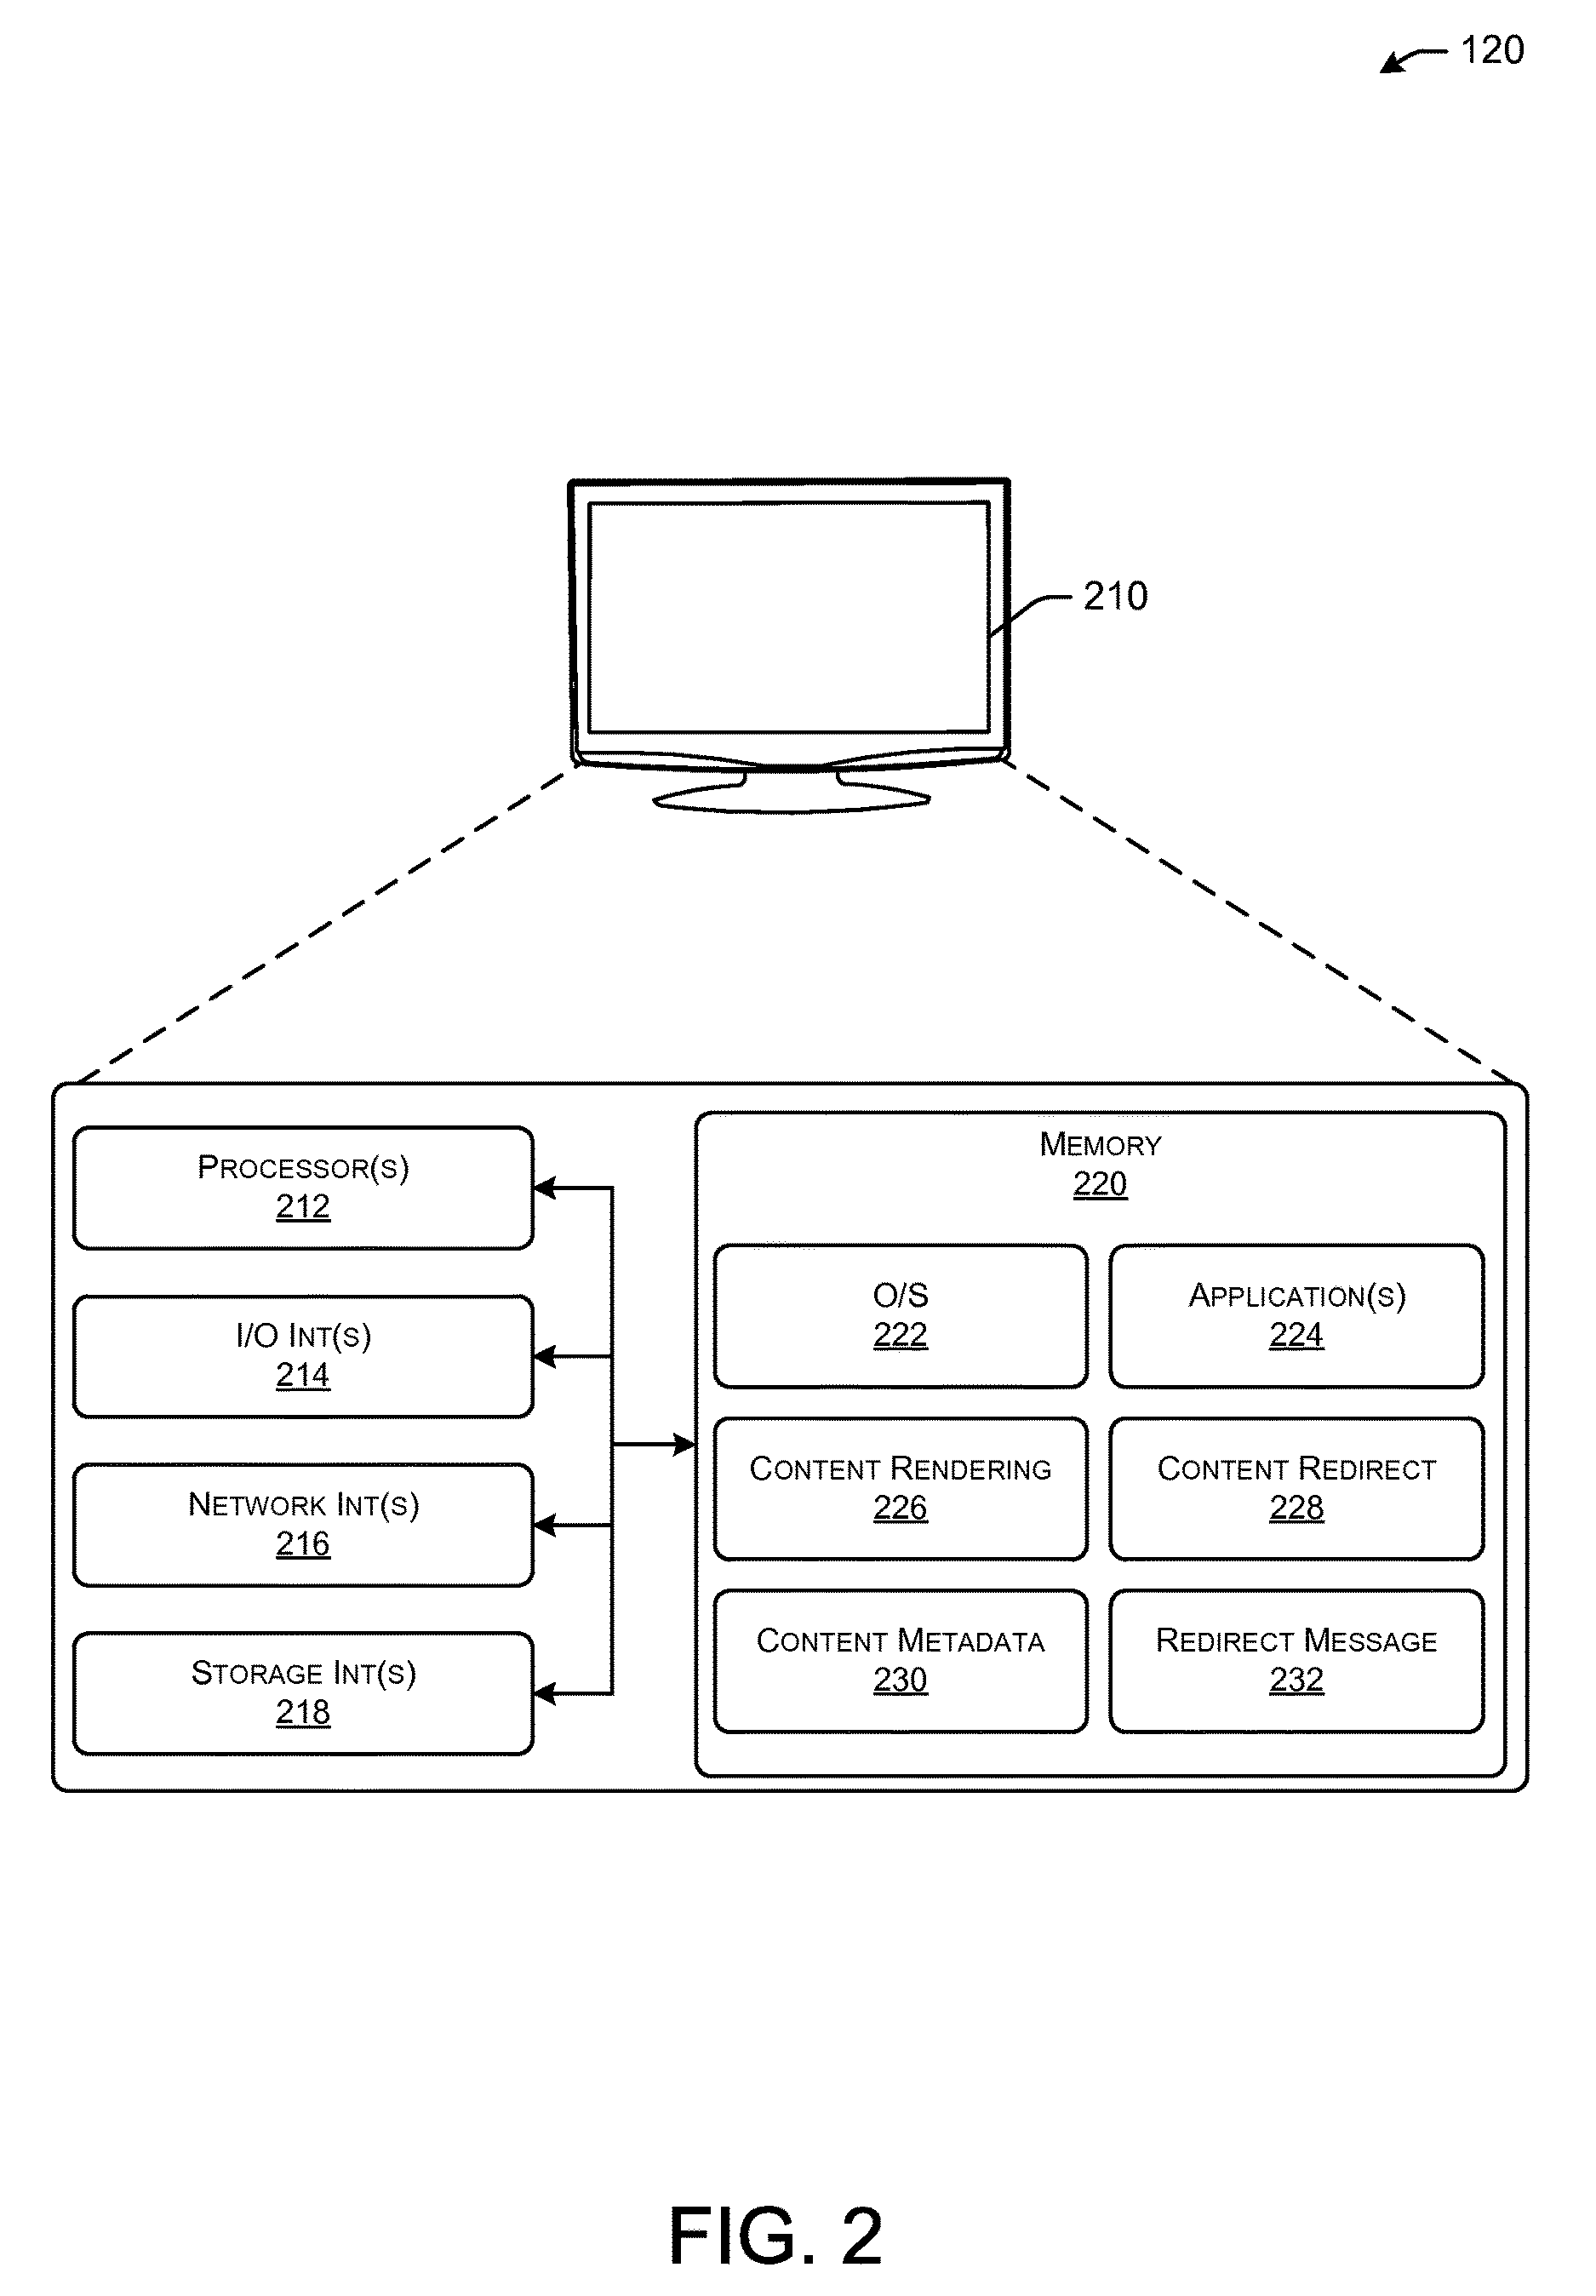 120
210
PROCESSOR(S)
212
I/O INT(S)
214
NETWORK INT(S)
216
STORAGE INT(S)
218
MEMORY
220
O/S
222
APPLICATION(S)
224
CONTENT RENDERING
226
CONTENT REDIRECT
228
CONTENT METADATA
230
REDIRECT MESSAGE
232
FIG. 2